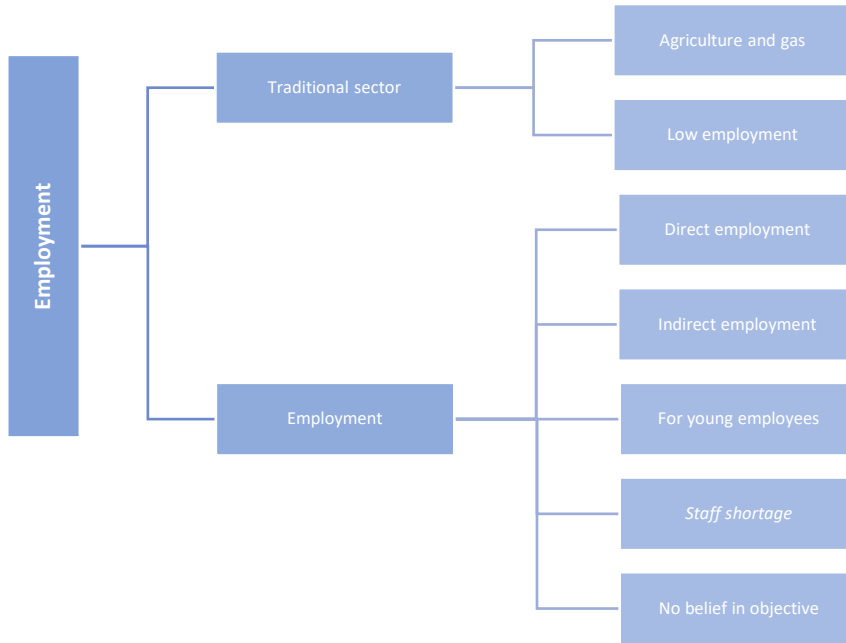 Employment
Traditional sector
Agriculture and gas
Low employment
Employment
Direct employment
Indirect employment
For young employees
Staff shortage
No belief in objective